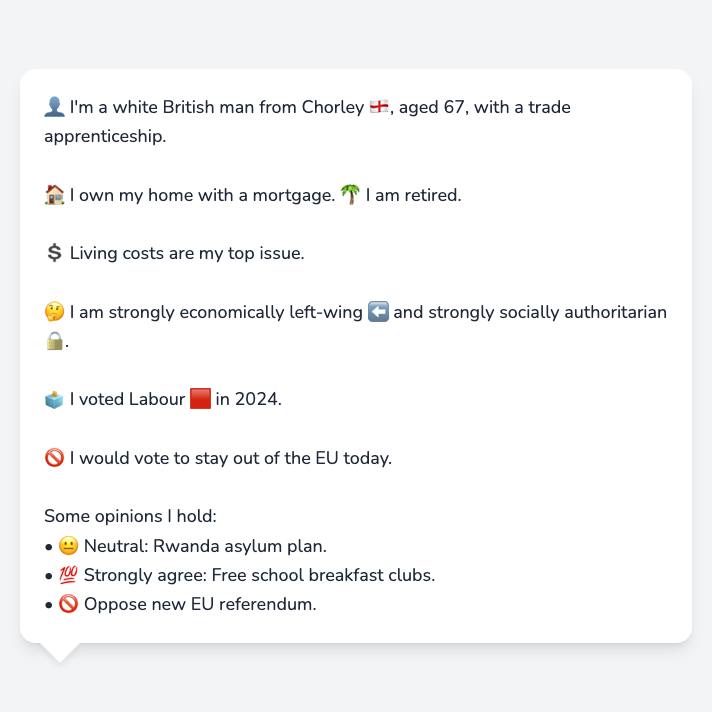 👤 I'm a white British man from Chorley 🏴󠁧󠁢󠁥󠁮󠁧󠁿, aged 67, with a trade
apprenticeship.
🏠 I own my home with a mortgage. 🌴 I am retired.
💲 Living costs are my top issue.
🤔 I am strongly economically left-wing ⬅️ and strongly socially authoritarian
🔒.
🗳️ I voted Labour 🟥 in 2024.
🚫 I would vote to stay out of the EU today.
Some opinions I hold:
• 😐 Neutral: Rwanda asylum plan.
• 💯 Strongly agree: Free school breakfast clubs.
• 🚫 Oppose new EU referendum.